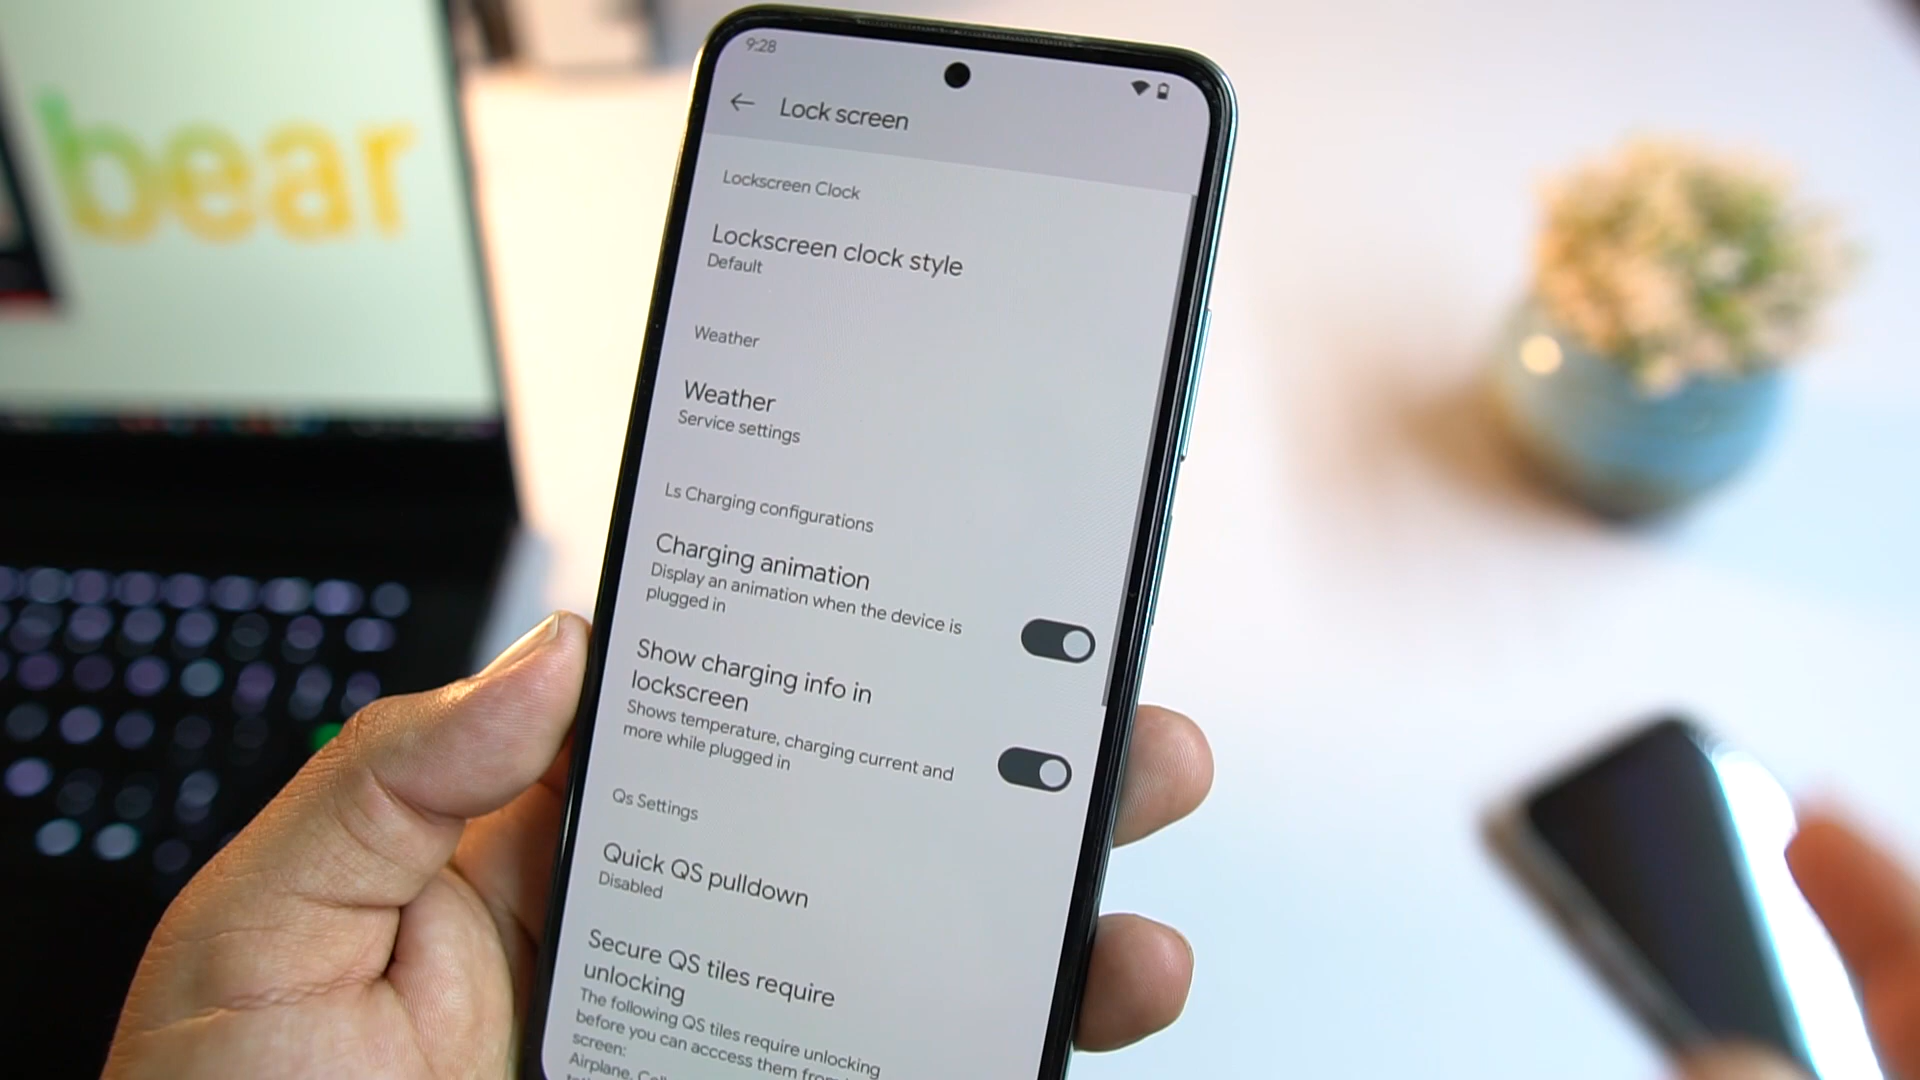 bear
9:28
Lock screen
Lockscreen Clock
Lockscreen clock style
Default
Weather
Weather
Service settings
Ls Charging configurations
Charging animation
Display an animation when the device is
plugged in
Show charging info in
lockscreen
Shows temperature, charging current and
more while plugged in
Qs Settings
Quick QS pulldown
Disabled
Secure QS tiles require
unlocking
The following QS tiles require unlocking
before you can acccess them from
screen:
Airplane,